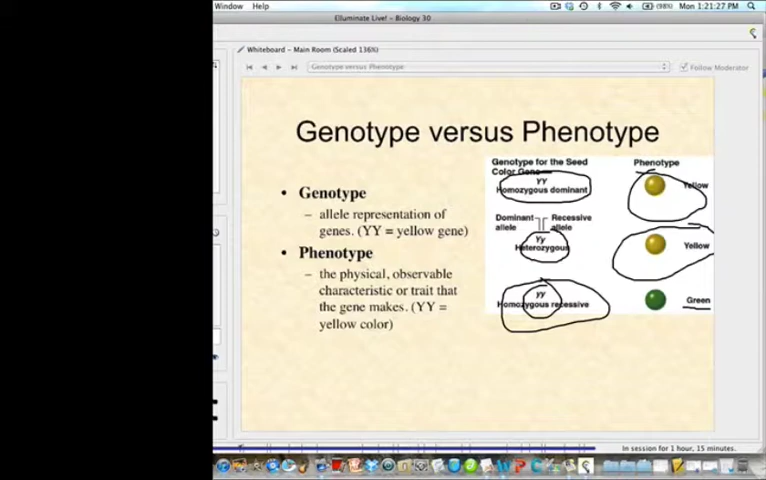 Window Help
(98%) Mon 1:21:27 PM
Elluminate Live! - Biology 30
Whiteboard - Main Room (Scaled 136%)
Genotype versus Phenotype
Follow Moderator
Genotype versus Phenotype
• Genotype
– allele representation of
genes. (YY = yellow gene)
• Phenotype
– the physical, observable
characteristic or trait that
the gene makes. (YY =
yellow color)
Genotype for the Seed
Color Gene
YY
Homozygous dominant
Dominant
allele
Recessive
allele
Yy
Heterozygous
yy
Homozygous recessive
Phenotype
Yellow
Yellow
Green
In session for 1 hour, 15 minutes.